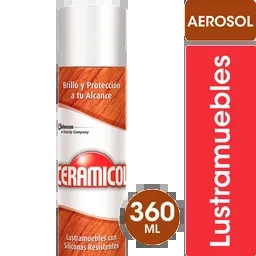 AEROSOL
Lustramuebles
Brillo y Protección
a tu Alcance
Johnson
A Family Company
CERAMICOL
360
ML
Lustramuebles con
Siliconas Resistentes